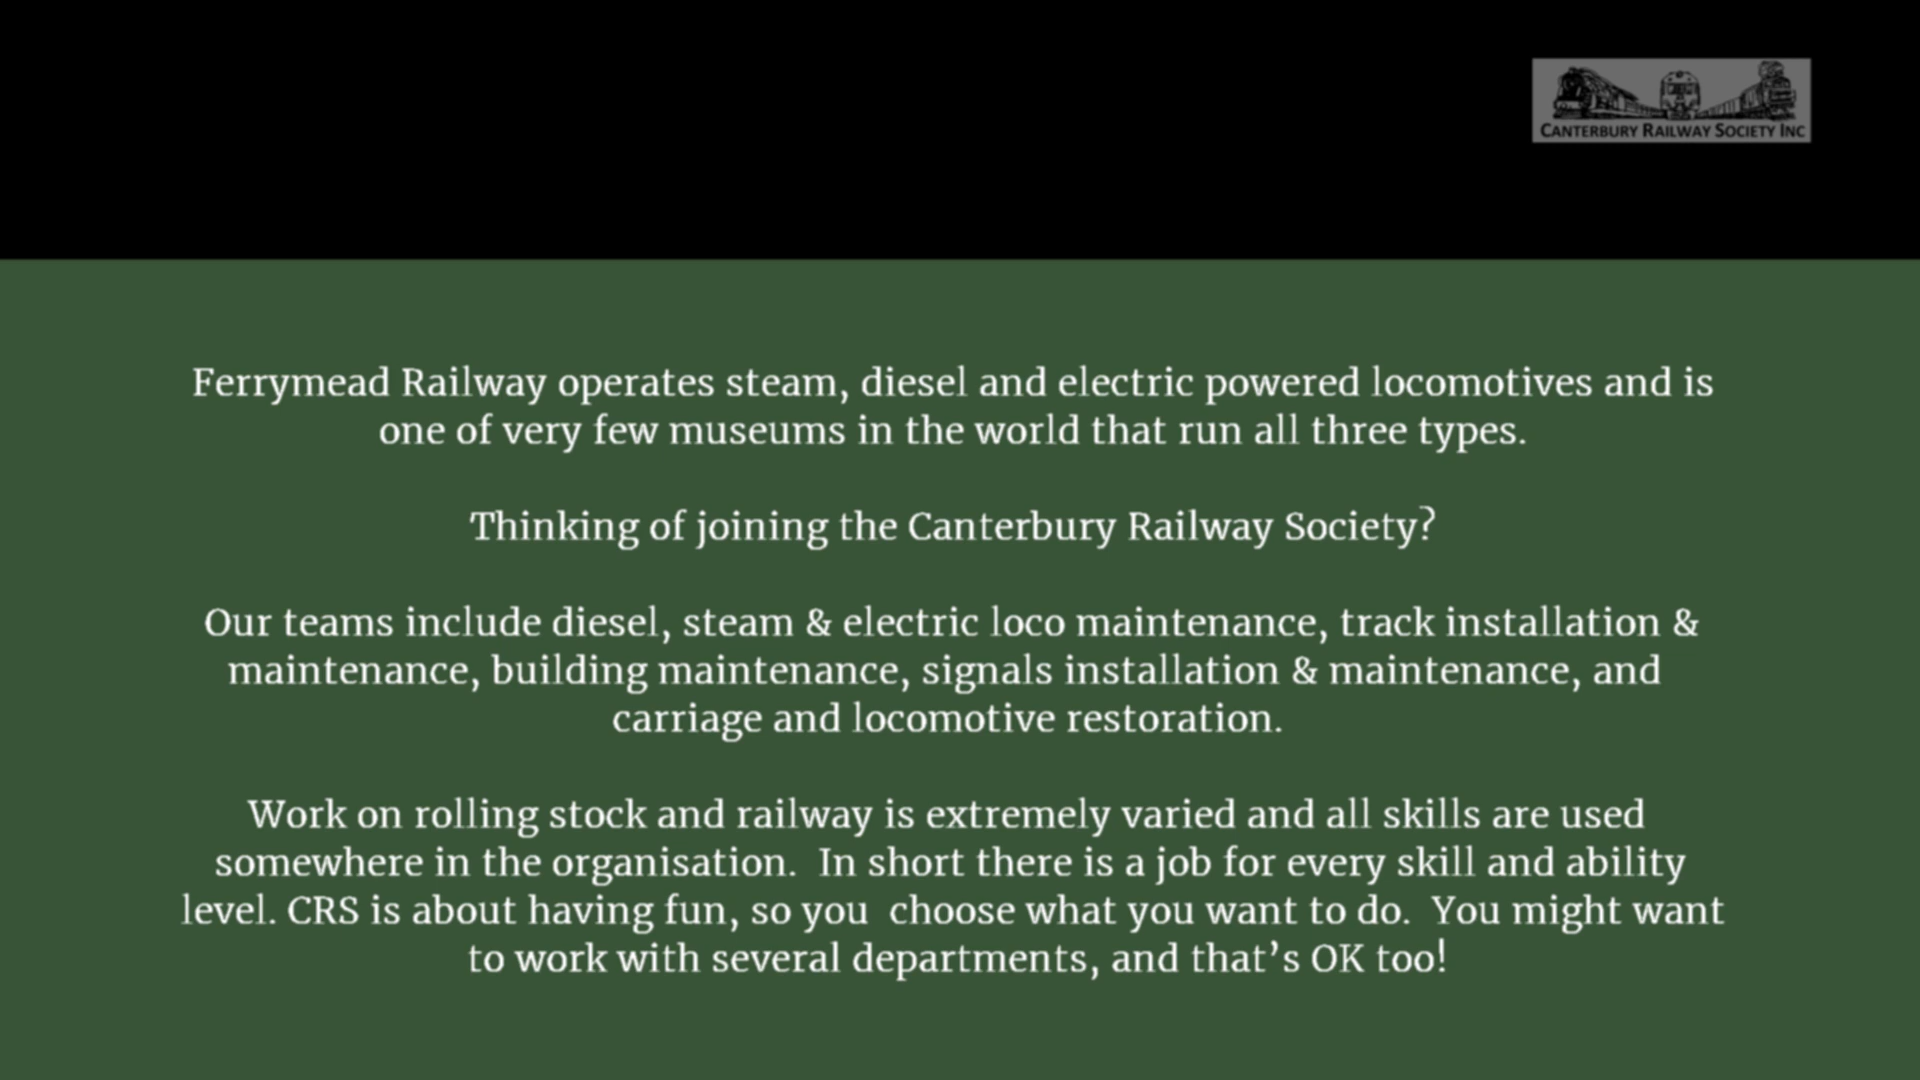 CANTERBURY RAILWAY SOCIETY INC
Ferrymead Railway operates steam, diesel and electric powered locomotives and is
one of very few museums in the world that run all three types.
Thinking of joining the Canterbury Railway Society?
Our teams include diesel, steam & electric loco maintenance, track installation &
maintenance, building maintenance, signals installation & maintenance, and
carriage and locomotive restoration.
Work on rolling stock and railway is extremely varied and all skills are used
somewhere in the organisation.  In short there is a job for every skill and ability
level. CRS is about having fun, so you  choose what you want to do.  You might want
to work with several departments, and that’s OK too!